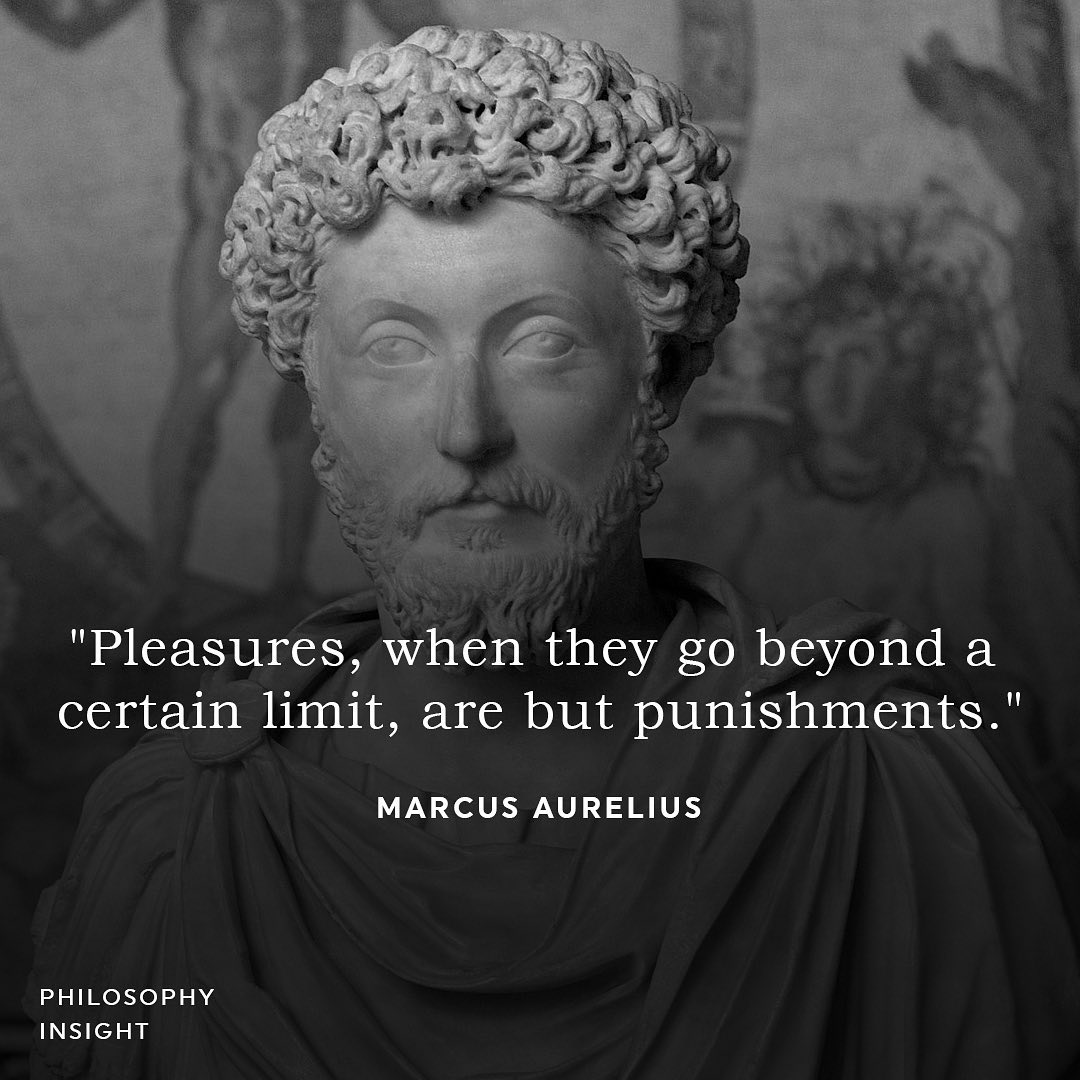 "Pleasures, when they go beyond a
certain limit, are but punishments."
MARCUS AURELIUS
PHILOSOPHY
INSIGHT